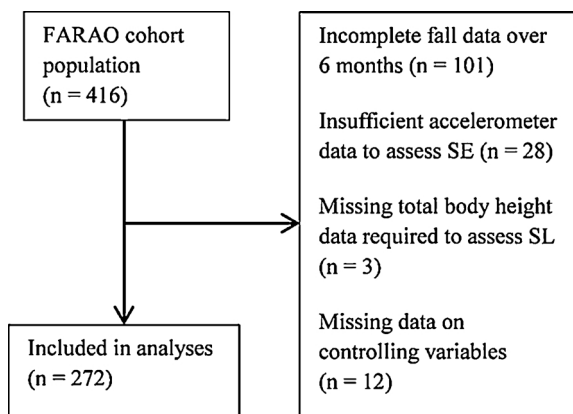 FARAO cohort
population
(n = 416)
Incomplete fall data over
6 months (n = 101)
Insufficient accelerometer
data to assess SE (n = 28)
Missing total body height
data required to assess SL
(n = 3)
Missing data on
controlling variables
(n = 12)
Included in analyses
(n = 272)